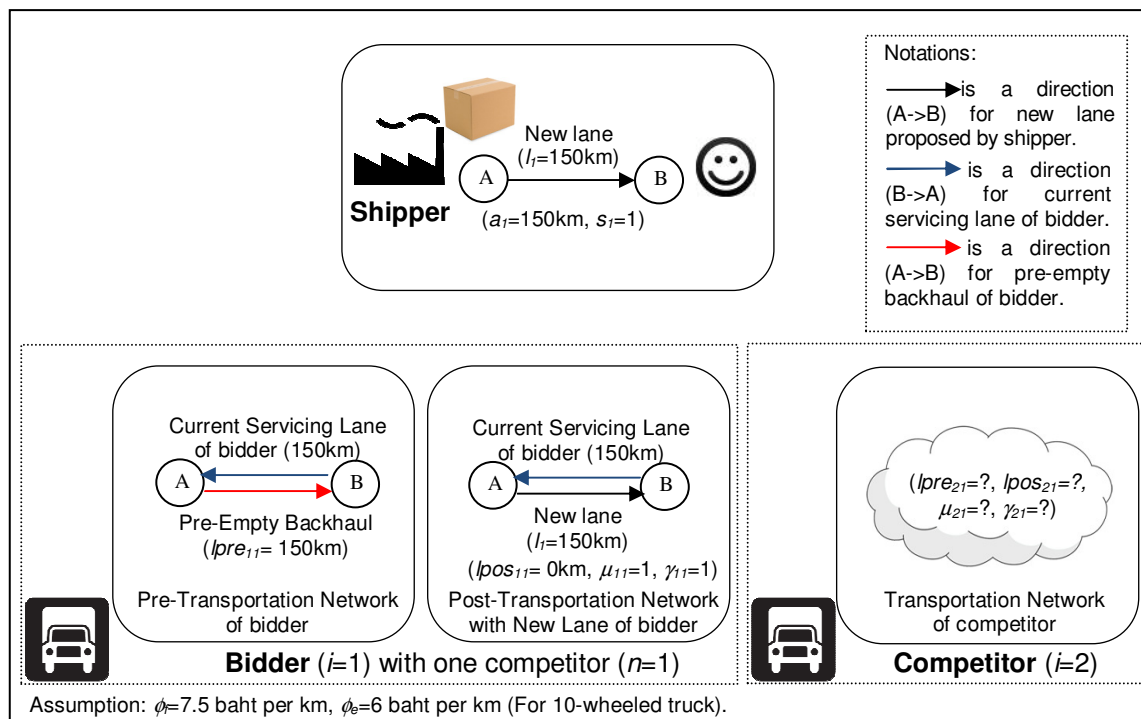 New lane
(l₁=150km)
A
B
Shipper
(a₁=150km, s₁=1)
Notations:
is a direction
(A->B) for new lane
proposed by shipper.
is a direction
(B->A) for current
servicing lane of bidder.
is a direction
(A->B) for pre-empty
backhaul of bidder.
Current Servicing Lane
of bidder (150km)
A
B
Pre-Empty Backhaul
(lpre₁₁= 150km)
Pre-Transportation Network
of bidder
Current Servicing Lane
of bidder (150km)
A
B
New lane
(l₁=150km)
(lpos₁₁= 0km, μ₁₁=1, γ₁₁=1)
Post-Transportation Network
with New Lane of bidder
Bidder (i=1) with one competitor (n=1)
(lpre₂₁=?, lpos₂₁=?,
μ₂₁=?, γ₂₁=?)
Transportation Network
of competitor
Competitor (i=2)
Assumption: ϕf=7.5 baht per km, ϕₑ=6 baht per km (For 10-wheeled truck).